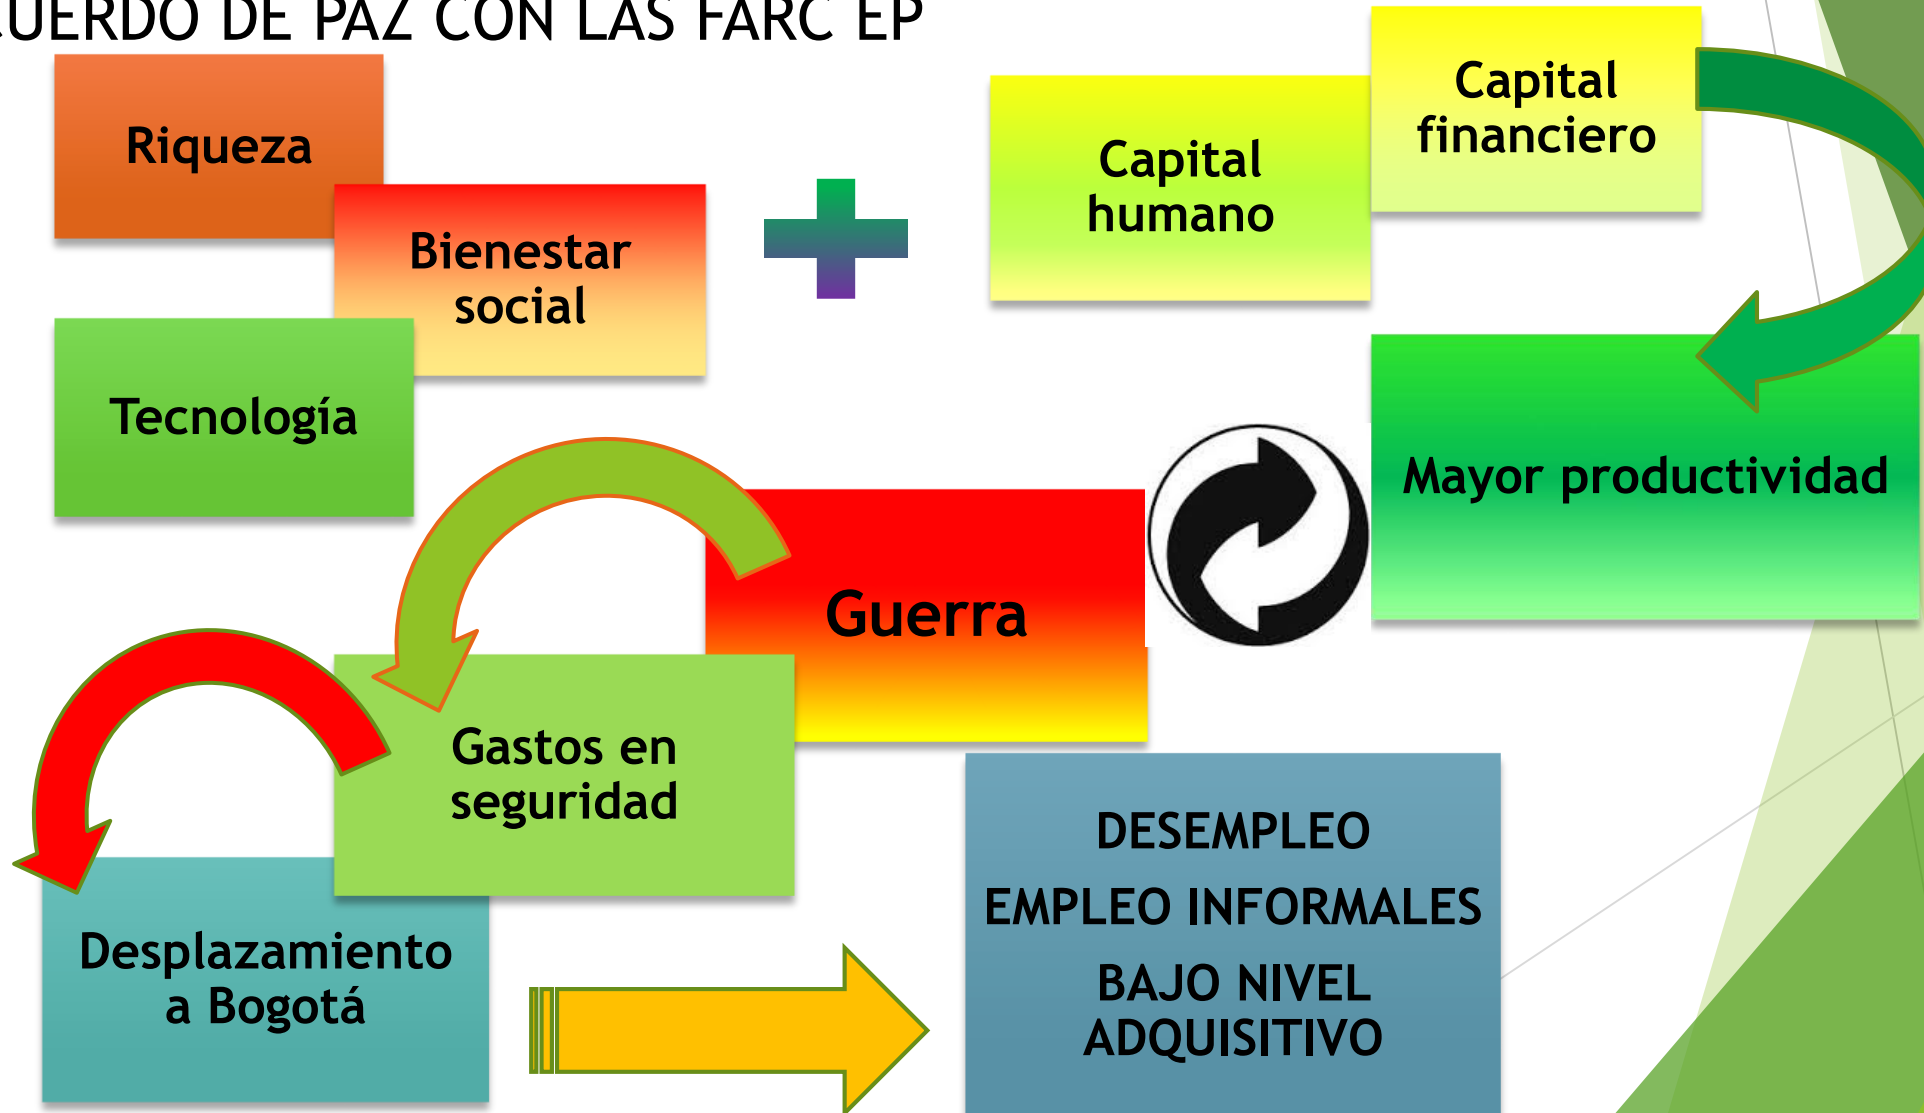 CUERDO DE PAZ CON LAS FARC EP
Riqueza
Bienestar
social
Tecnología
Capital
humano
Capital
financiero
Mayor productividad
Guerra
Gastos en
seguridad
Desplazamiento
a Bogotá
DESEMPLEO
EMPLEO INFORMALES
BAJO NIVEL
ADQUISITIVO